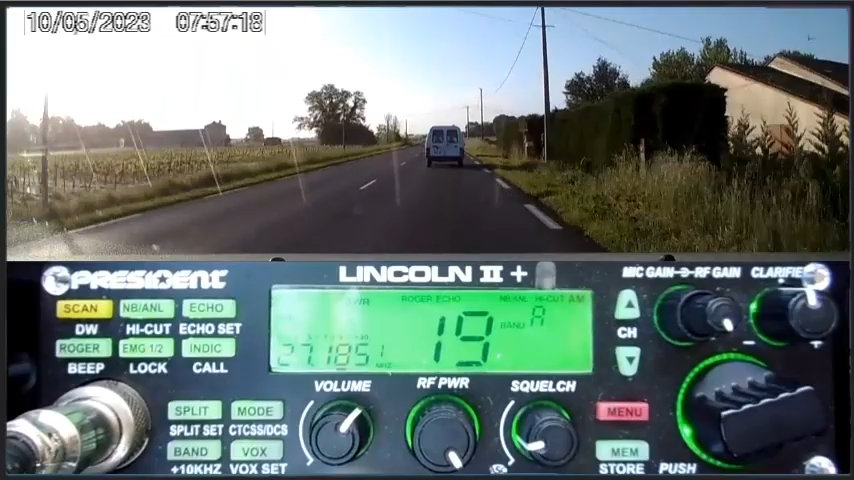 10/05/2023 07:57:18
PRESIDENT
LINCOLN II +
MIC GAIN RF GAIN CLARIFIER
SCAN NB/ANL ECHO
DW HI-CUT ECHO SET
ROGER EMG 1/2 INDIC
BEEP LOCK CALL
ROGER ECHO NB/ANL HI-CUT AM
19 BAND A
27.1851 MHz
CH
VOLUME RF PWR SQUELCH
SPLIT MODE
SPLIT SET CTCSS/DCS
BAND VOX
+10KHZ VOX SET
MENU
MEM
STORE PUSH
- +